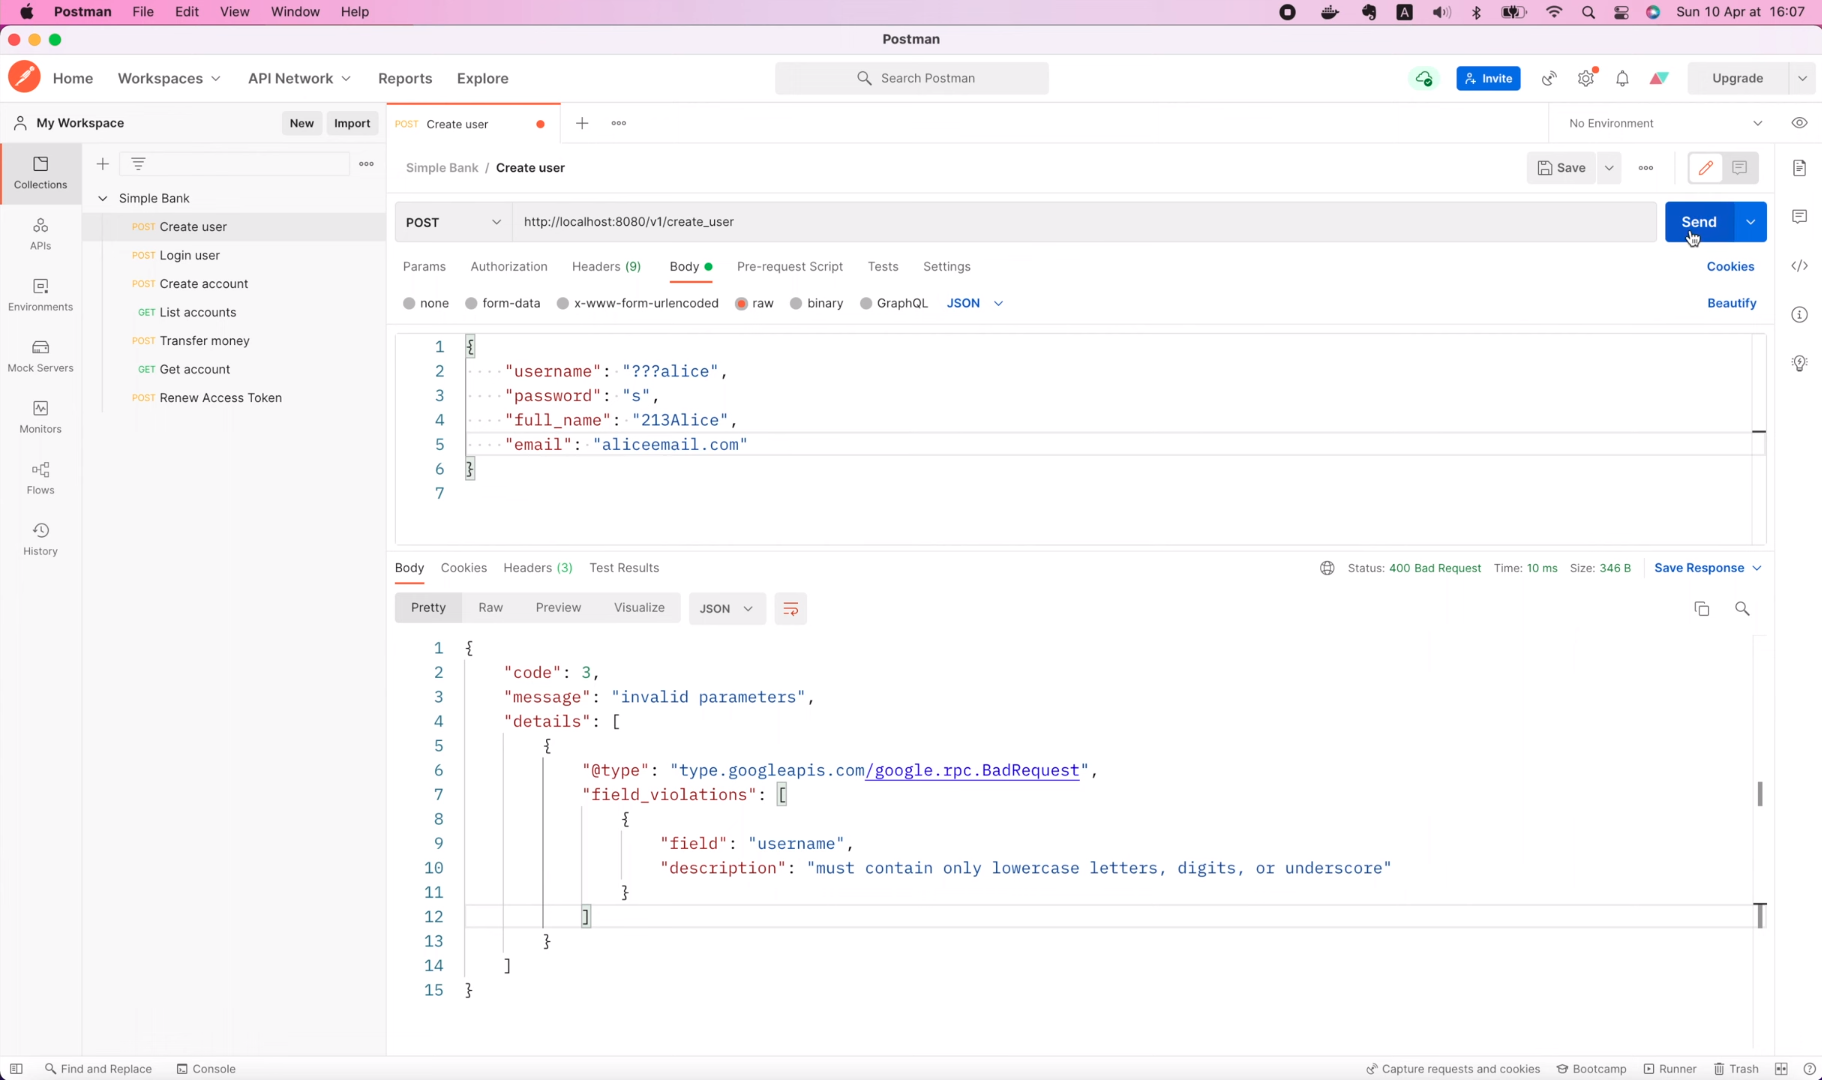 Postman File Edit View Window Help A Sun 10 Apr at 16:07
Postman
Home Workspaces API Network Reports Explore Search Postman Invite Upgrade
My Workspace New Import POST Create user No Environment
Collections
APIs
Environments
Mock Servers
Monitors
Flows
History
Simple Bank
POST Create user
POST Login user
POST Create account
GET List accounts
POST Transfer money
GET Get account
POST Renew Access Token
Simple Bank / Create user Save
POST http://localhost:8080/v1/create_user Send
Params Authorization Headers (9) Body Pre-request Script Tests Settings Cookies
none form-data x-www-form-urlencoded raw binary GraphQL JSON Beautify
1 {
2 ····"username":·"???alice",
3 ····"password":·"s",
4 ····"full_name":·"213Alice",
5 ····"email":·"aliceemail.com"
6 }
7
Body Cookies Headers (3) Test Results Status: 400 Bad Request Time: 10 ms Size: 346 B Save Response
Pretty Raw Preview Visualize JSON
1 {
2 "code": 3,
3 "message": "invalid parameters",
4 "details": [
5 {
6 "@type": "type.googleapis.com/google.rpc.BadRequest",
7 "field_violations": [
8 {
9 "field": "username",
10 "description": "must contain only lowercase letters, digits, or underscore"
11 }
12 ]
13 }
14 ]
15 }
Find and Replace Console Capture requests and cookies Bootcamp Runner Trash